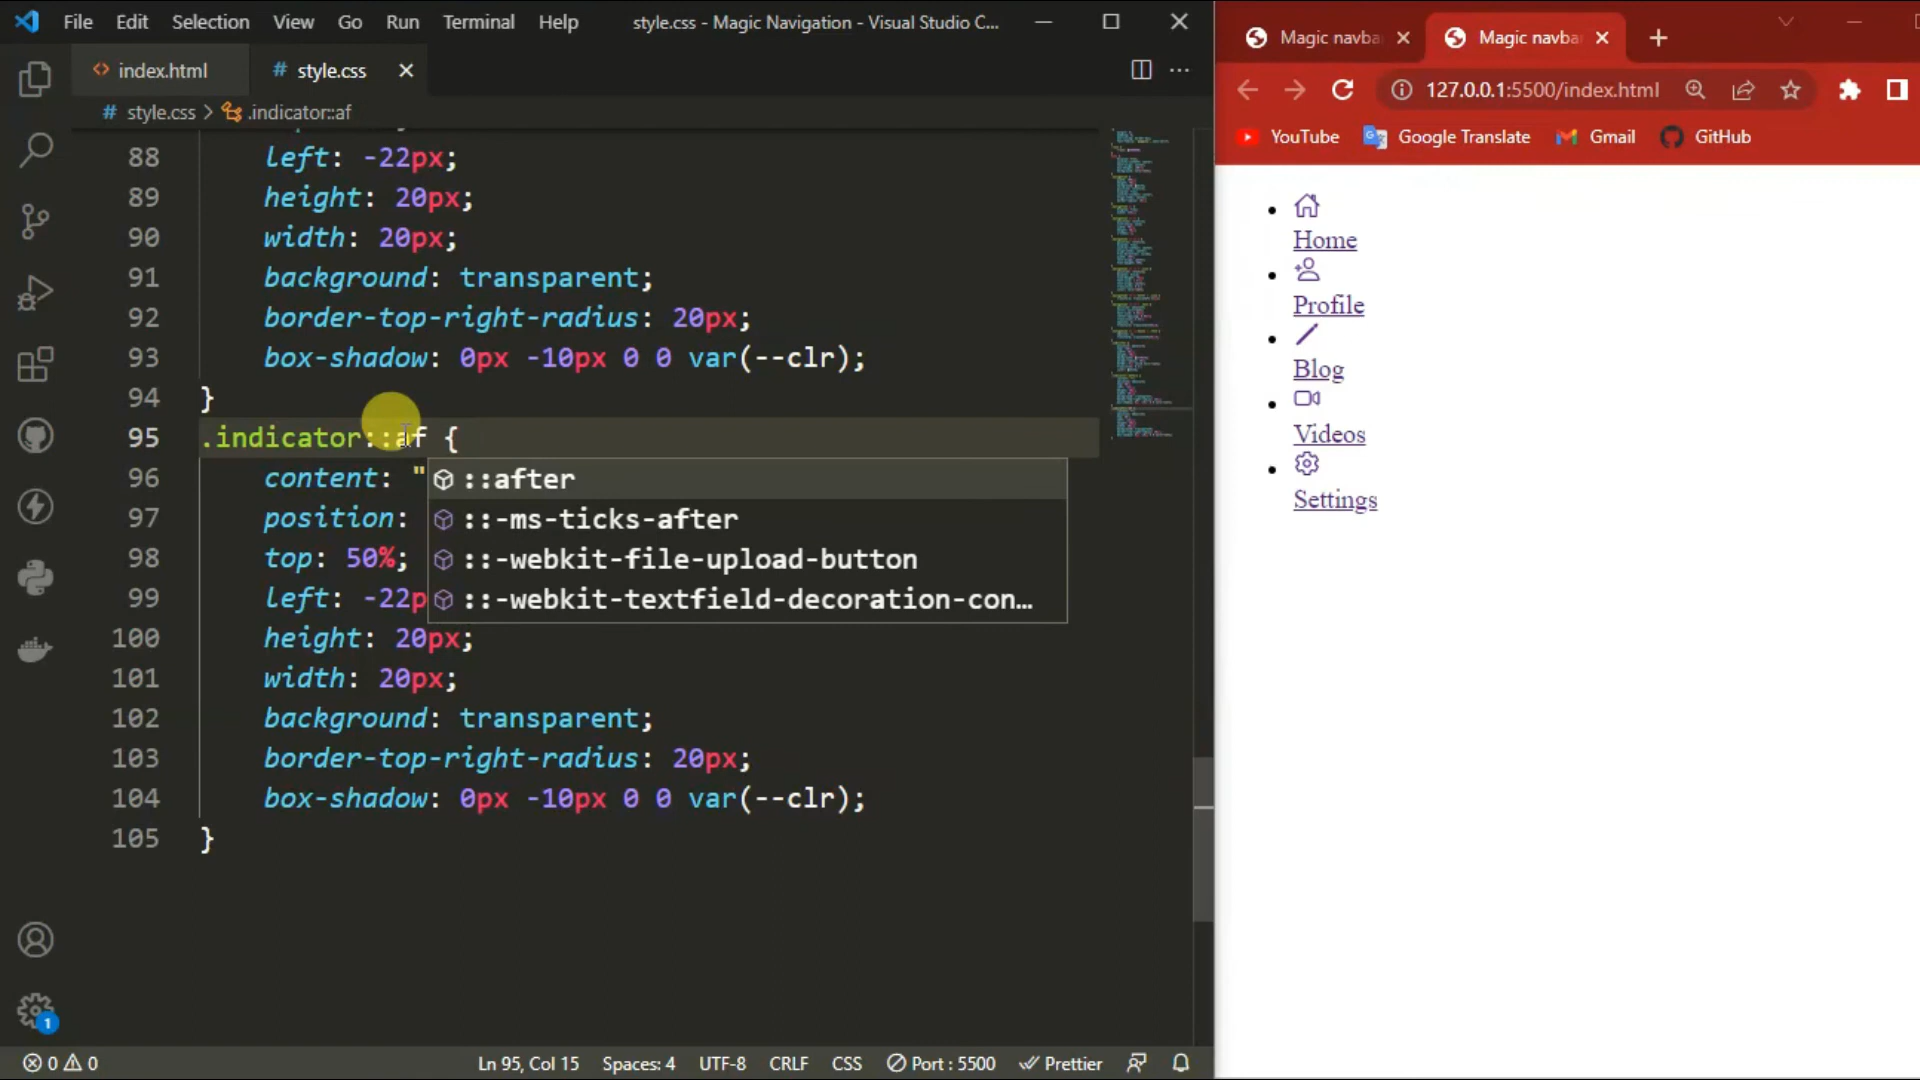 File Edit Selection View Go Run Terminal Help style.css - Magic Navigation - Visual Studio C...
index.html
# style.css
# style.css > .indicator::af
88 left: -22px;
89 height: 20px;
90 width: 20px;
91 background: transparent;
92 border-top-right-radius: 20px;
93 box-shadow: 0px -10px 0 0 var(--clr);
94 }
95 .indicator::af {
96 content: "
97 position:
98 top: 50%;
99 left: -22p
100 height: 20px;
101 width: 20px;
102 background: transparent;
103 border-top-right-radius: 20px;
104 box-shadow: 0px -10px 0 0 var(--clr);
105 }
::after
::-ms-ticks-after
::-webkit-file-upload-button
::-webkit-textfield-decoration-con...
1
0 0
Ln 95, Col 15 Spaces: 4 UTF-8 CRLF CSS Port : 5500 Prettier
Magic navba
Magic navba
127.0.0.1:5500/index.html
YouTube Google Translate Gmail GitHub
Home
Profile
Blog
Videos
Settings